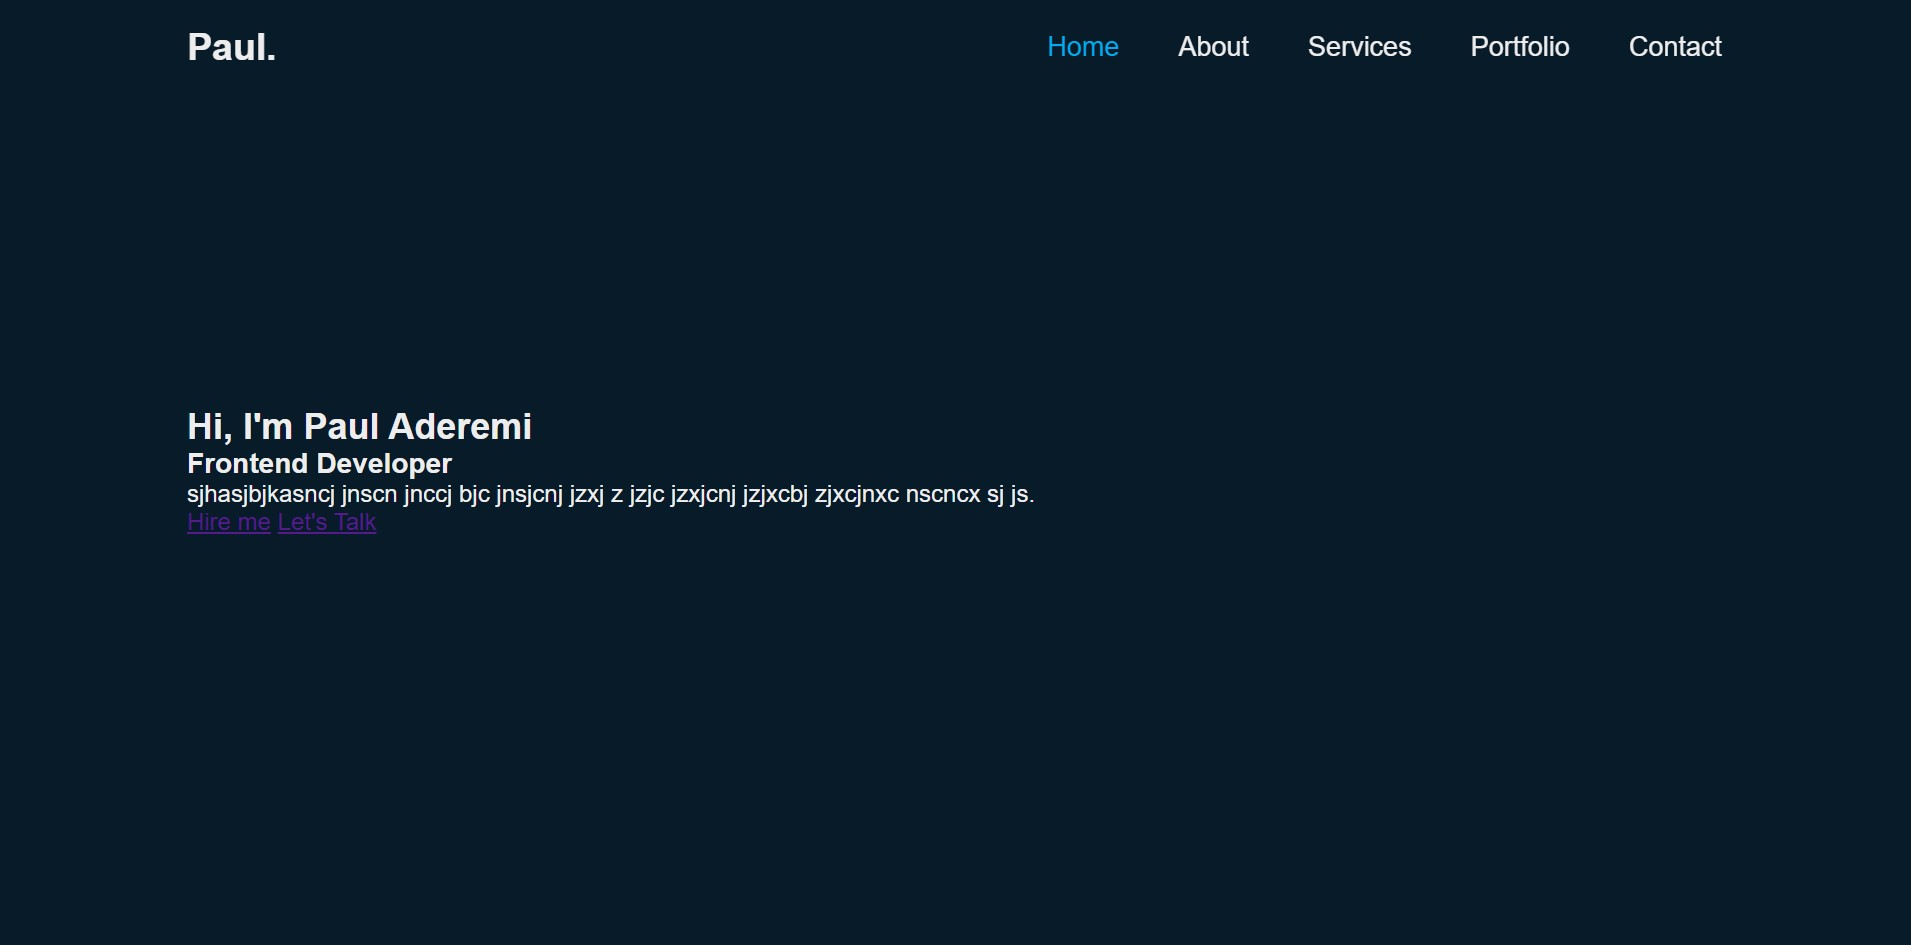 Paul.
Home About Services Portfolio Contact
Hi, I'm Paul Aderemi
Frontend Developer
sjhasjbjkasncj jnscn jnccj bjc jnsjcnj jzxj z jzjc jzxjcnj jzjxcbj zjxcjnxc nscncx sj js.
Hire me Let's Talk